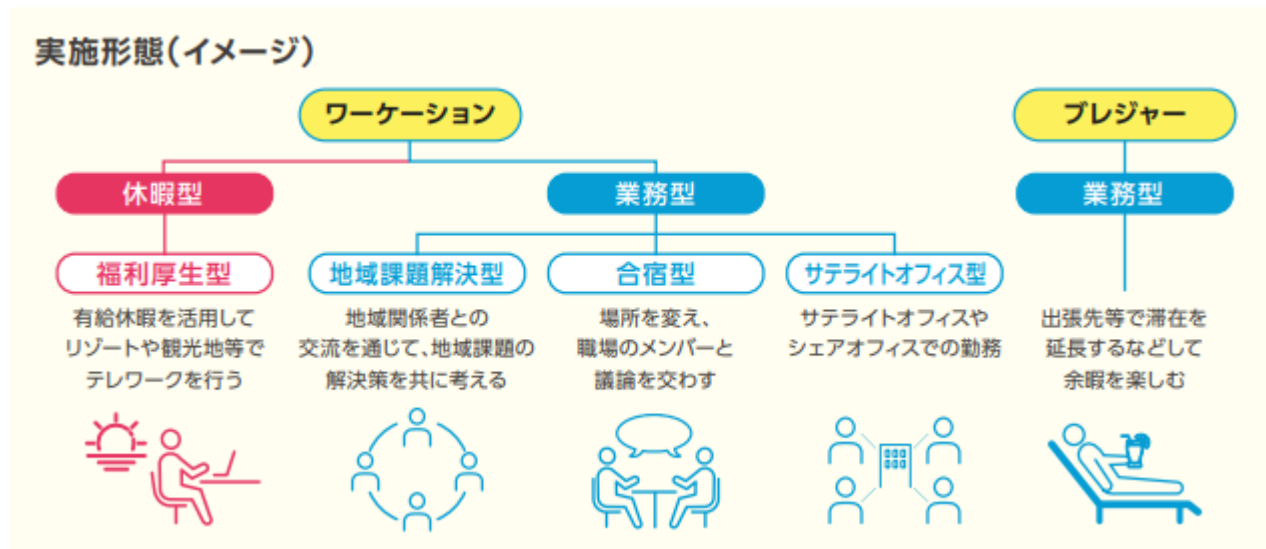 実施形態(イメージ)
ワーケーション
ブレジャー
休暇型
業務型
業務型
福利厚生型
地域課題解決型
合宿型
サテライトオフィス型
有給休暇を活用して
リゾートや観光地等で
テレワークを行う
地域関係者との
交流を通じて、地域課題の
解決策を共に考える
場所を変え、
職場のメンバーと
議論を交わす
サテライトオフィスや
シェアオフィスでの勤務
出張先等で滞在を
延長するなどして
余暇を楽しむ